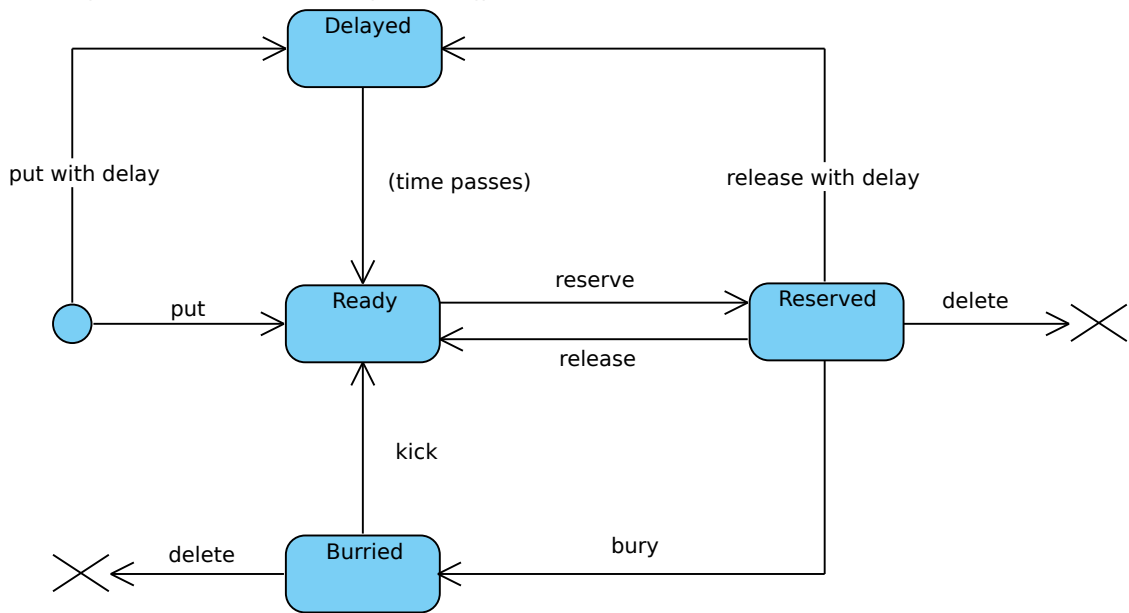 Delayed
put with delay
(time passes)
release with delay
Ready
reserve
Reserved
delete
put
release
kick
Burried
delete
bury